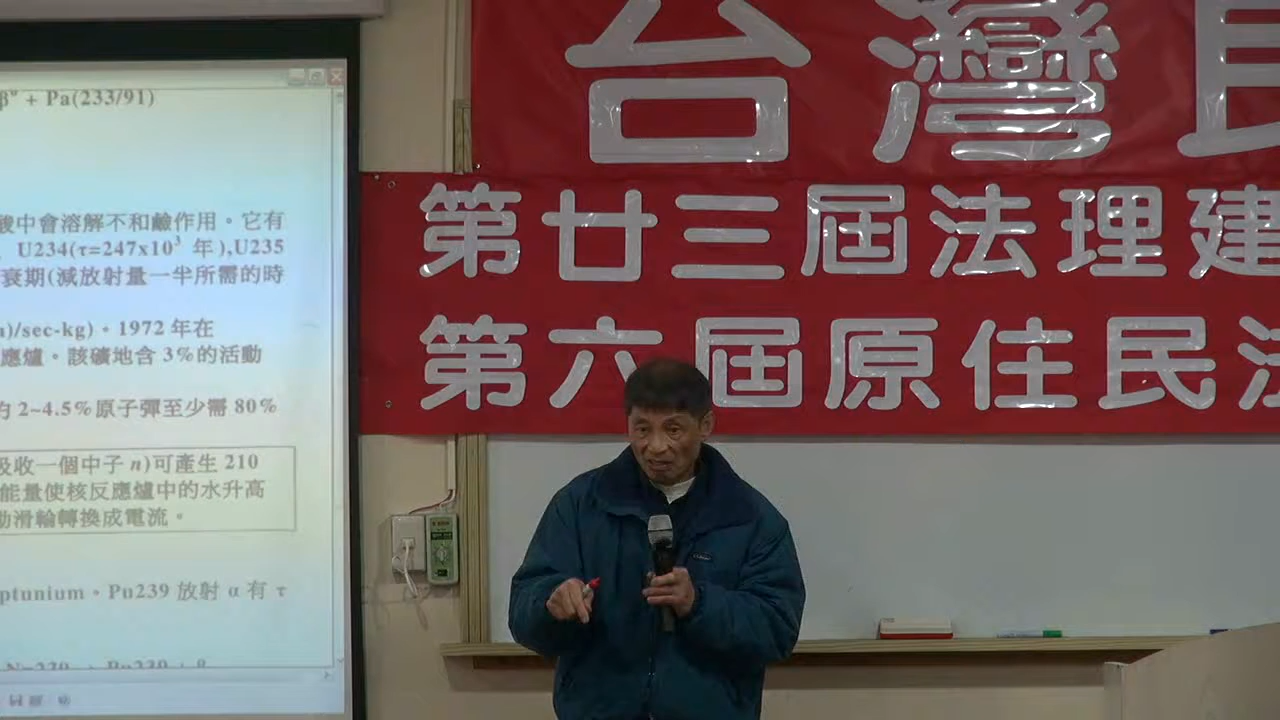 β⁰ + Pa(233/91)
酸中會溶解不和鹼作用。它有
U234(τ=247x10³ 年),U235
衰期(減放射量一半所需的時
)/sec-kg)。1972 年在
應爐。該礦地含 3%的活動
約 2~4.5%原子彈至少需 80%
吸收一個中子 n)可產生 210
能量使核反應爐中的水升高
動滑輪轉換成電流。
ptunium。Pu239 放射 α 有 τ
台灣
第廿三屆法理建
第六屆原住民法